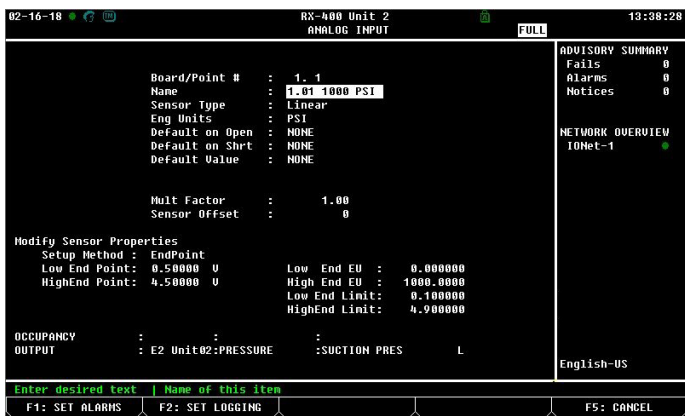 02-16-18 RX-400 Unit 2 13:38:28
ANALOG INPUT FULL
ADVISORY SUMMARY
Fails 0
Alarms 0
Notices 0
NETWORK OVERVIEW
IONet-1
Board/Point # : 1. 1
Name : 1.01 1000 PSI
Sensor Type : Linear
Eng Units : PSI
Default on Open : NONE
Default on Shrt : NONE
Default Value : NONE
Mult Factor : 1.00
Sensor Offset : 0
Modify Sensor Properties
Setup Method : EndPoint
Low End Point: 0.50000 V Low End EU : 0.000000
HighEnd Point: 4.50000 V High End EU : 1000.0000
Low End Limit: 0.100000
HighEnd Limit: 4.900000
OCCUPANCY : : :
OUTPUT : E2 Unit02:PRESSURE :SUCTION PRES L
English-US
Enter desired text | Name of this item
F1: SET ALARMS F2: SET LOGGING F5: CANCEL